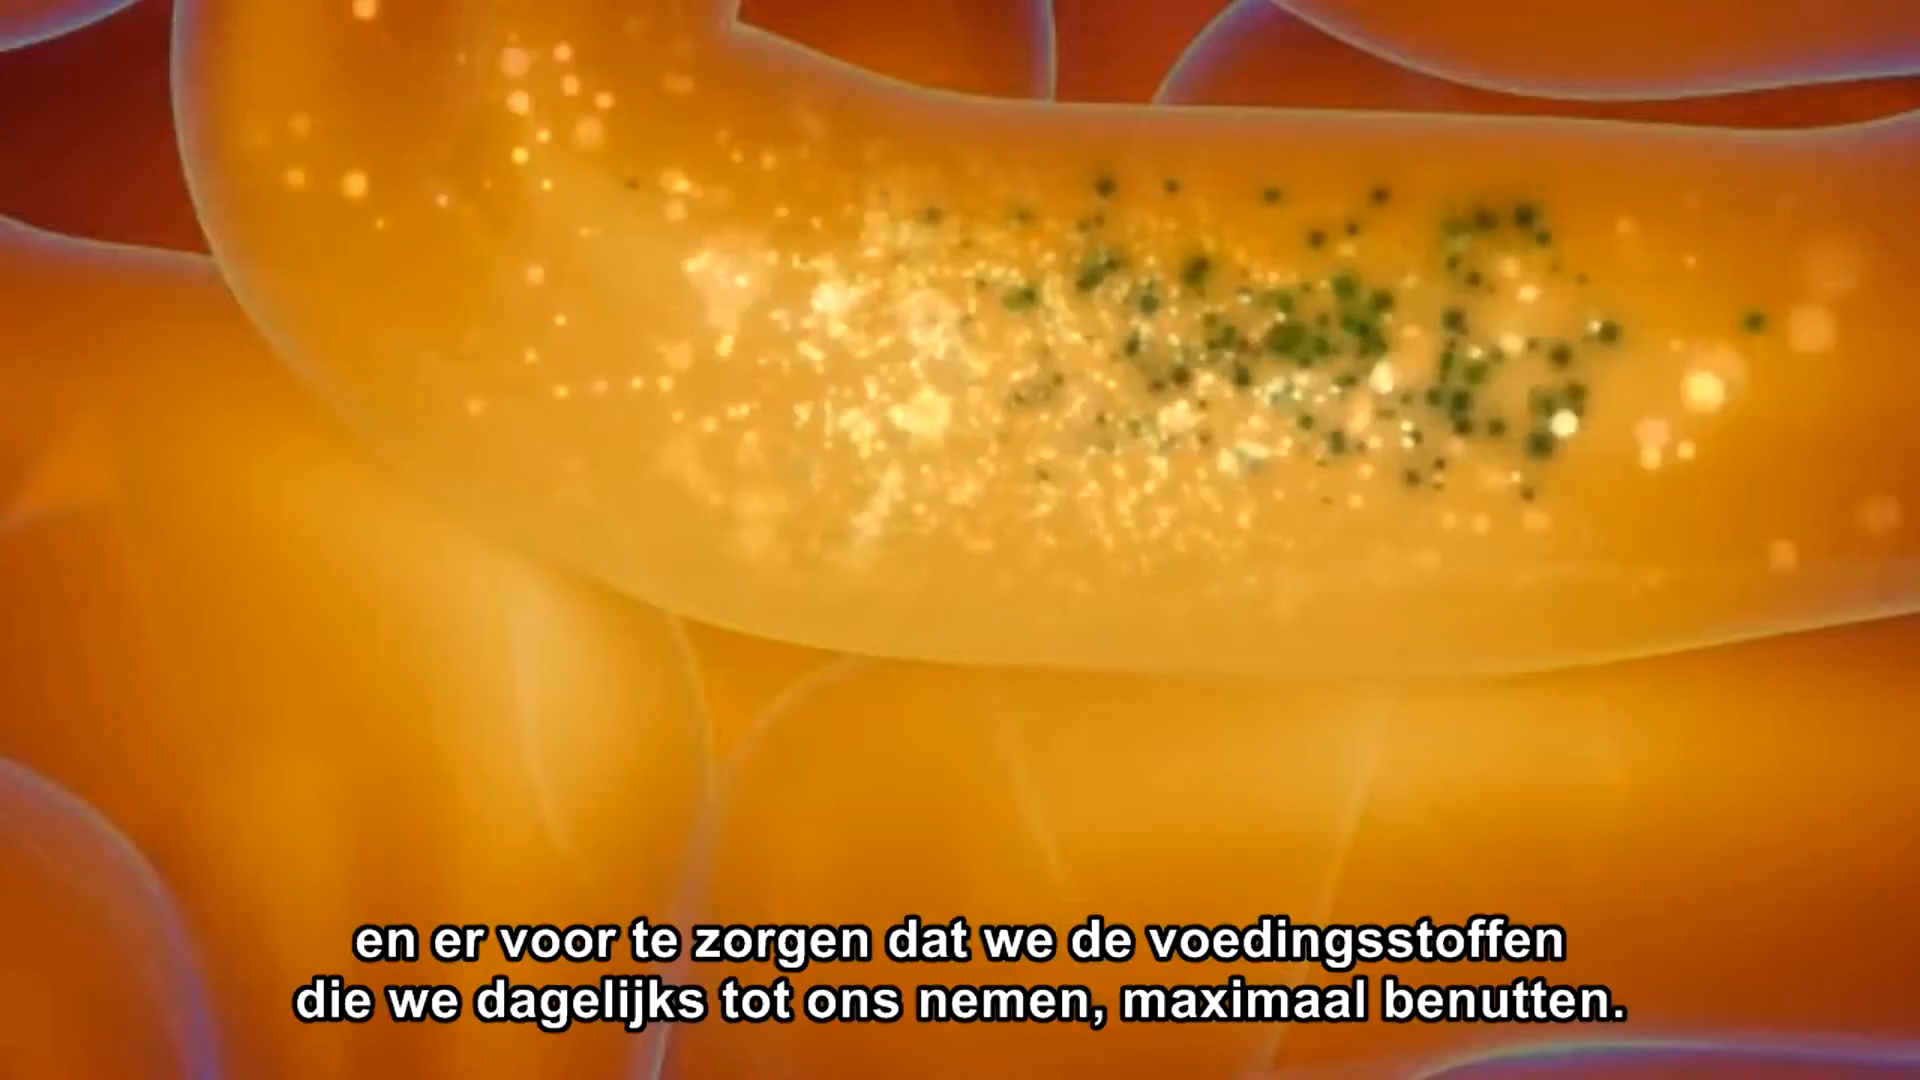 en er voor te zorgen dat we de voedingsstoffen
die we dagelijks tot ons nemen, maximaal benutten.